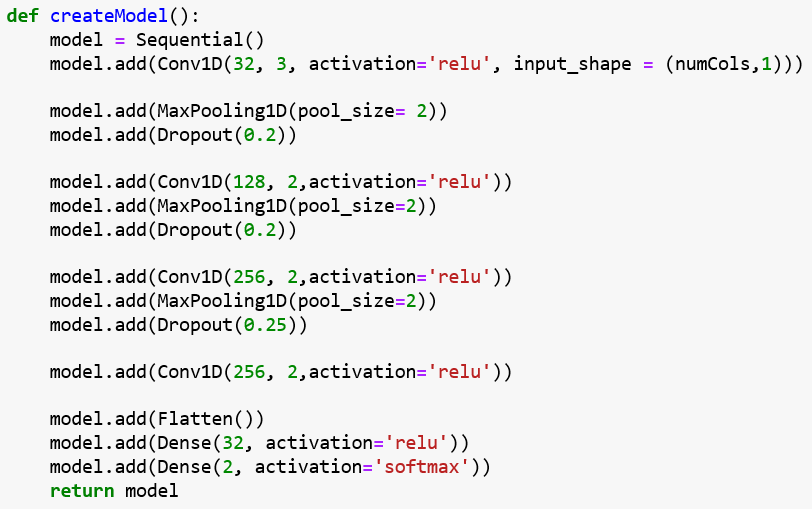 def createModel():
    model = Sequential()
    model.add(Conv1D(32, 3, activation='relu', input_shape = (numCols,1)))

    model.add(MaxPooling1D(pool_size= 2))
    model.add(Dropout(0.2))

    model.add(Conv1D(128, 2,activation='relu'))
    model.add(MaxPooling1D(pool_size=2))
    model.add(Dropout(0.2))

    model.add(Conv1D(256, 2,activation='relu'))
    model.add(MaxPooling1D(pool_size=2))
    model.add(Dropout(0.25))

    model.add(Conv1D(256, 2,activation='relu'))

    model.add(Flatten())
    model.add(Dense(32, activation='relu'))
    model.add(Dense(2, activation='softmax'))
    return model